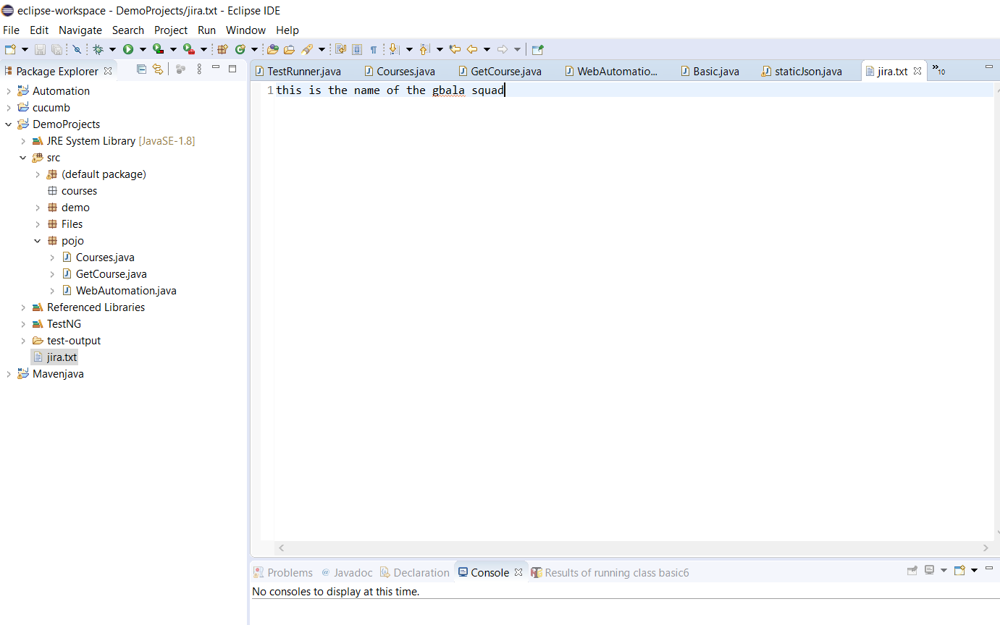 eclipse-workspace - DemoProjects/jira.txt - Eclipse IDE
File Edit Navigate Search Project Run Window Help
Package Explorer
Automation
cucumb
DemoProjects
JRE System Library [JavaSE-1.8]
src
(default package)
courses
demo
Files
pojo
Courses.java
GetCourse.java
WebAutomation.java
Referenced Libraries
TestNG
test-output
jira.txt
Mavenjava
TestRunner.java Courses.java GetCourse.java WebAutomatio... Basic.java staticJson.java jira.txt »10
1 this is the name of the gbala squad
Problems @ Javadoc Declaration Console Results of running class basic6
No consoles to display at this time.